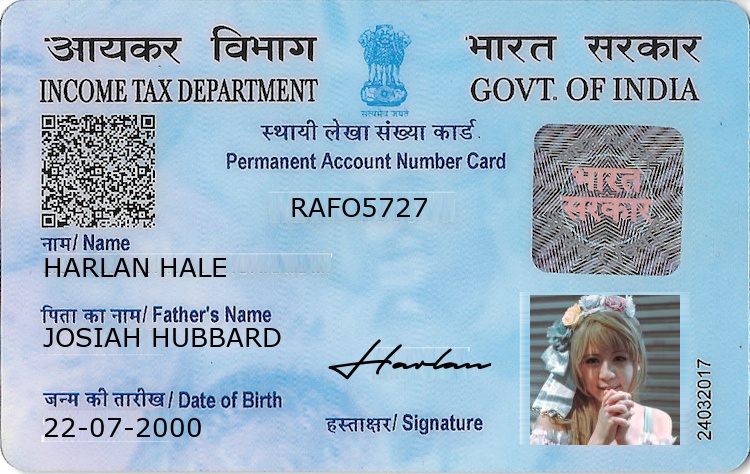 आयकर विभाग
INCOME TAX DEPARTMENT
सत्यमेव जयते
भारत सरकार
GOVT. OF INDIA
स्थायी लेखा संख्या कार्ड
Permanent Account Number Card
RAFO5727
भारत
सरकार
नाम/ Name
HARLAN HALE
पिता का नाम/ Father's Name
JOSIAH HUBBARD
Harlan
जन्म की तारीख/ Date of Birth
22-07-2000
हस्ताक्षर/ Signature
24032017